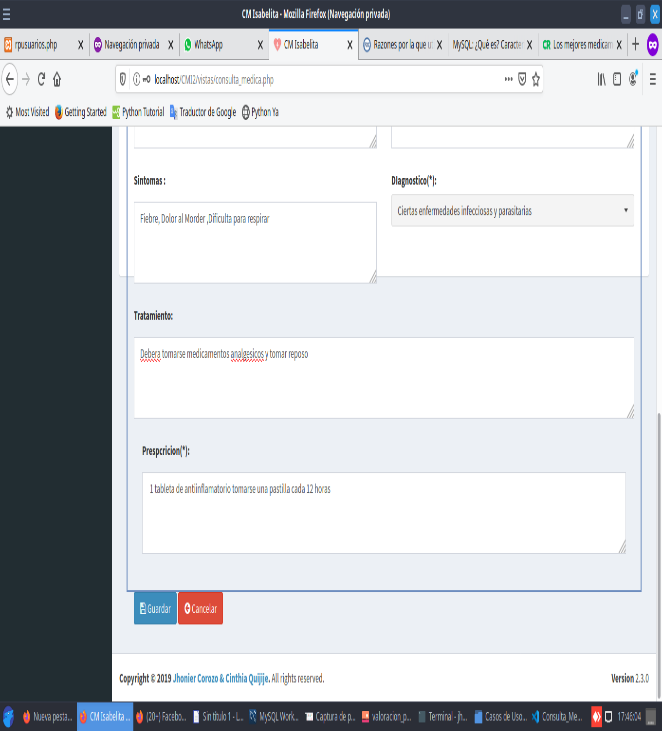 CM Isabelita - Mozilla Firefox (Navegación privada)
rpusuarios.php X Navegación privada X WhatsApp X CM Isabelita X Razones por la que ut X MySQL: ¿Qué es? Caracter X CR Los mejores medicam X
localhost/CMI2/vistas/consulta_medica.php
Most Visited Getting Started Python Tutorial Traductor de Google Python Ya
Sintomas : Diagnostico(*):
Fiebre, Dolor al Morder ,Dificulta para respirar Ciertas enfermedades infecciosas y parasitarias
Tratamiento:
Debera tomarse medicamentos analgesicos y tomar reposo
Prespcricion(*):
1 tableta de antiinflamatorio tomarse una pastilla cada 12 horas
Guardar Cancelar
Copyright © 2019 Jhonier Corozo & Cinthia Quijije. All rights reserved. Version 2.3.0
Nueva pesta... CM Isabelita ... (20+) Facebo... Sin título 1 - L... MySQL Work... Captura de p... valoracion_p... Terminal - jh... Casos de Uso... Consulta_Me... 17:46:04